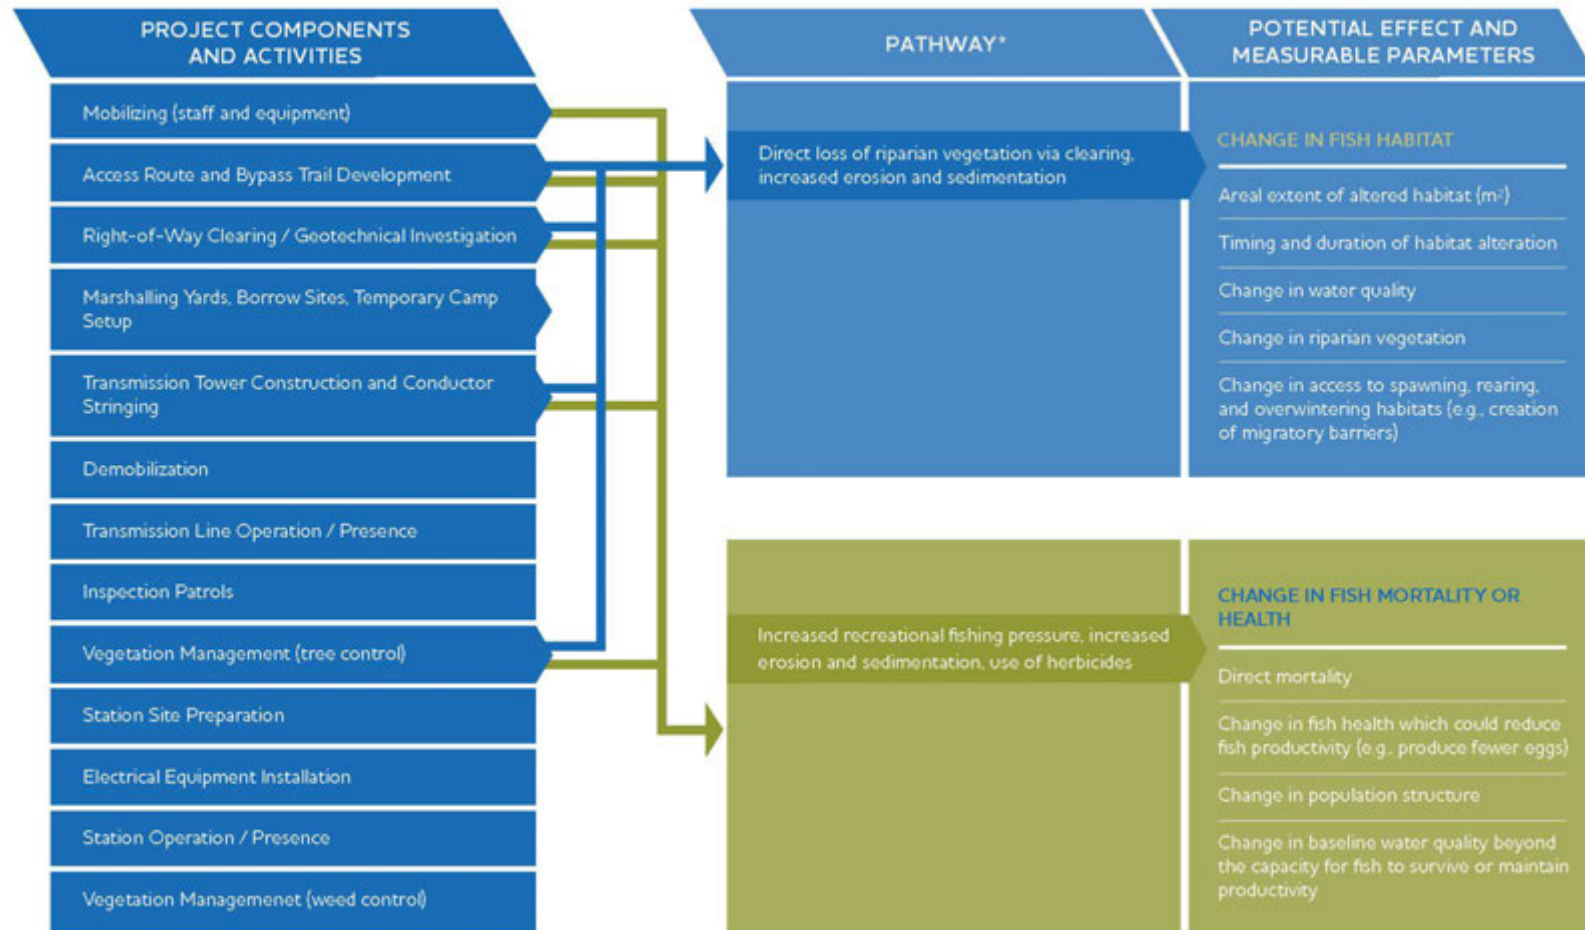 PROJECT COMPONENTS
AND ACTIVITIES
Mobilizing (staff and equipment)
Access Route and Bypass Trail Development
Right-of-Way Clearing / Geotechnical Investigation
Marshalling Yards, Borrow Sites, Temporary Camp
Setup
Transmission Tower Construction and Conductor
Stringing
Demobilization
Transmission Line Operation / Presence
Inspection Patrols
Vegetation Management (tree control)
Station Site Preparation
Electrical Equipment Installation
Station Operation / Presence
Vegetation Managemenet (weed control)
PATHWAY*
Direct loss of riparian vegetation via clearing,
increased erosion and sedimentation
Increased recreational fishing pressure, increased
erosion and sedimentation, use of herbicides
POTENTIAL EFFECT AND
MEASURABLE PARAMETERS
CHANGE IN FISH HABITAT
Areal extent of altered habitat (m²)
Timing and duration of habitat alteration
Change in water quality
Change in riparian vegetation
Change in access to spawning, rearing,
and overwintering habitats (e.g., creation
of migratory barriers)
CHANGE IN FISH MORTALITY OR
HEALTH
Direct mortality
Change in fish health which could reduce
fish productivity (e.g., produce fewer eggs)
Change in population structure
Change in baseline water quality beyond
the capacity for fish to survive or maintain
productivity